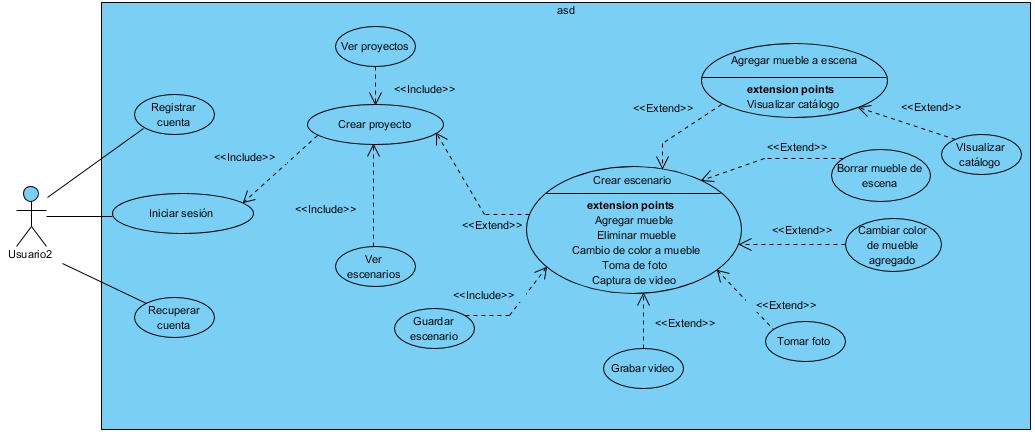 asd
Ver proyectos
<<Include>>
Crear proyecto
Registrar
cuenta
<<Include>>
Iniciar sesión
Usuario2
<<Include>>
<<Extend>>
Ver
escenarios
Recuperar
cuenta
Agregar mueble a escena
extension points
Visualizar catálogo
<<Extend>>
<<Extend>>
VIsualizar
catálogo
<<Extend>>
Borrar mueble de
escena
Crear escenario
extension points
Agregar mueble
Eliminar mueble
Cambio de color a mueble
Toma de foto
Captura de video
<<Extend>>
Cambiar color
de mueble
agregado
<<Include>>
Guardar
escenario
<<Extend>>
Tomar foto
<<Extend>>
Grabar video